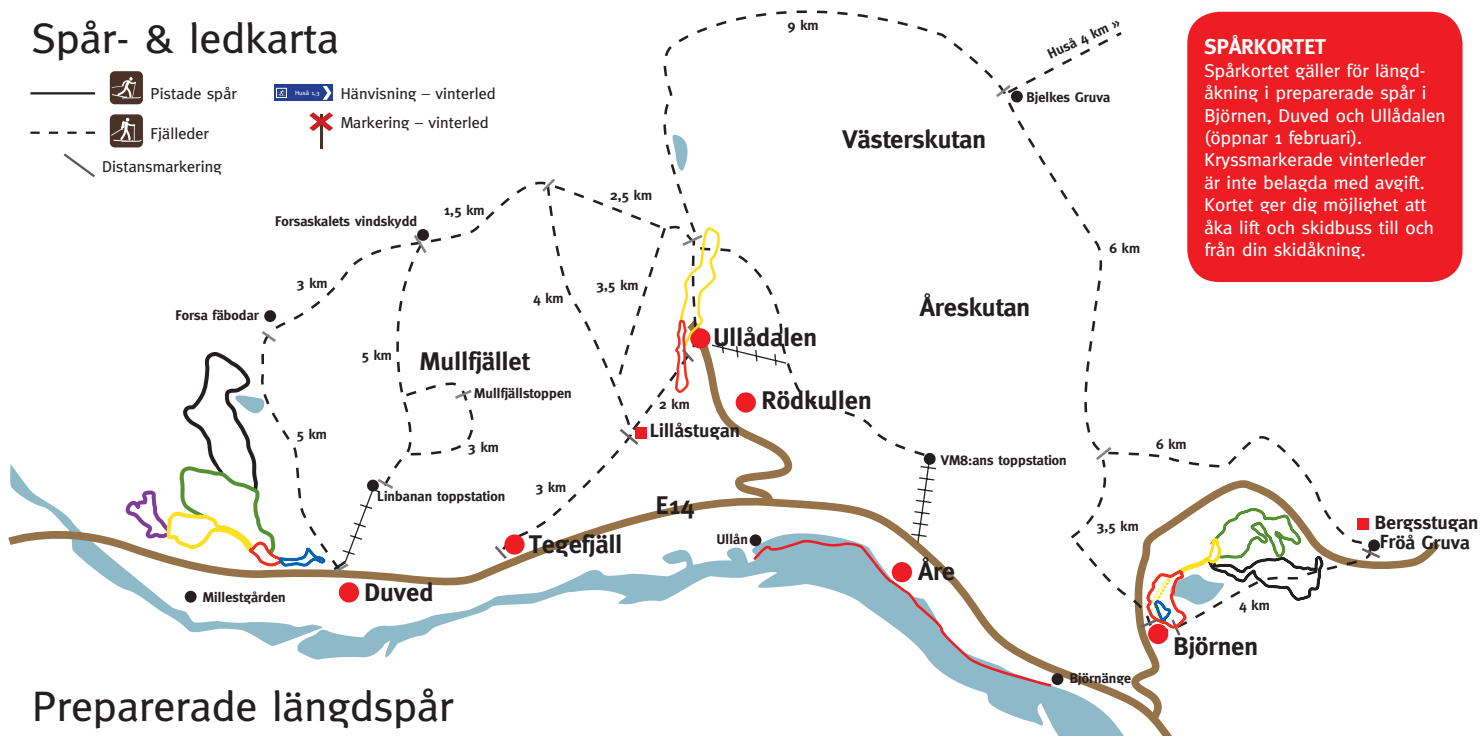 Spår- & ledkarta
Pistade spår
Huså 1,3
Hänvisning – vinterled
Fjälleder
Markering – vinterled
Distansmarkering
SPÅRKORTET
Spårkortet gäller för längd-
åkning i preparerade spår i
Björnen, Duved och Ullådalen
(öppnar 1 februari).
Kryssmarkerade vinterleder
är inte belagda med avgift.
Kortet ger dig möjlighet att
åka lift och skidbuss till och
från din skidåkning.
9 km
Huså 4 km »
Bjelkes Gruva
Västerskutan
2,5 km
1,5 km
Forsaskalets vindskydd
6 km
3 km
3,5 km
4 km
Forsa fäbodar
Åreskutan
Ullådalen
5 km
Mullfjället
Mullfjällstoppen
Rödkullen
2 km
Lillåstugan
5 km
3 km
6 km
VM8:ans toppstation
Linbanan toppstation
3 km
E14
3,5 km
Bergsstugan
Fröå Gruva
Ullån
Tegefjäll
Åre
Millestgården
Duved
4 km
Björnen
Björnänge
Preparerade längdspår